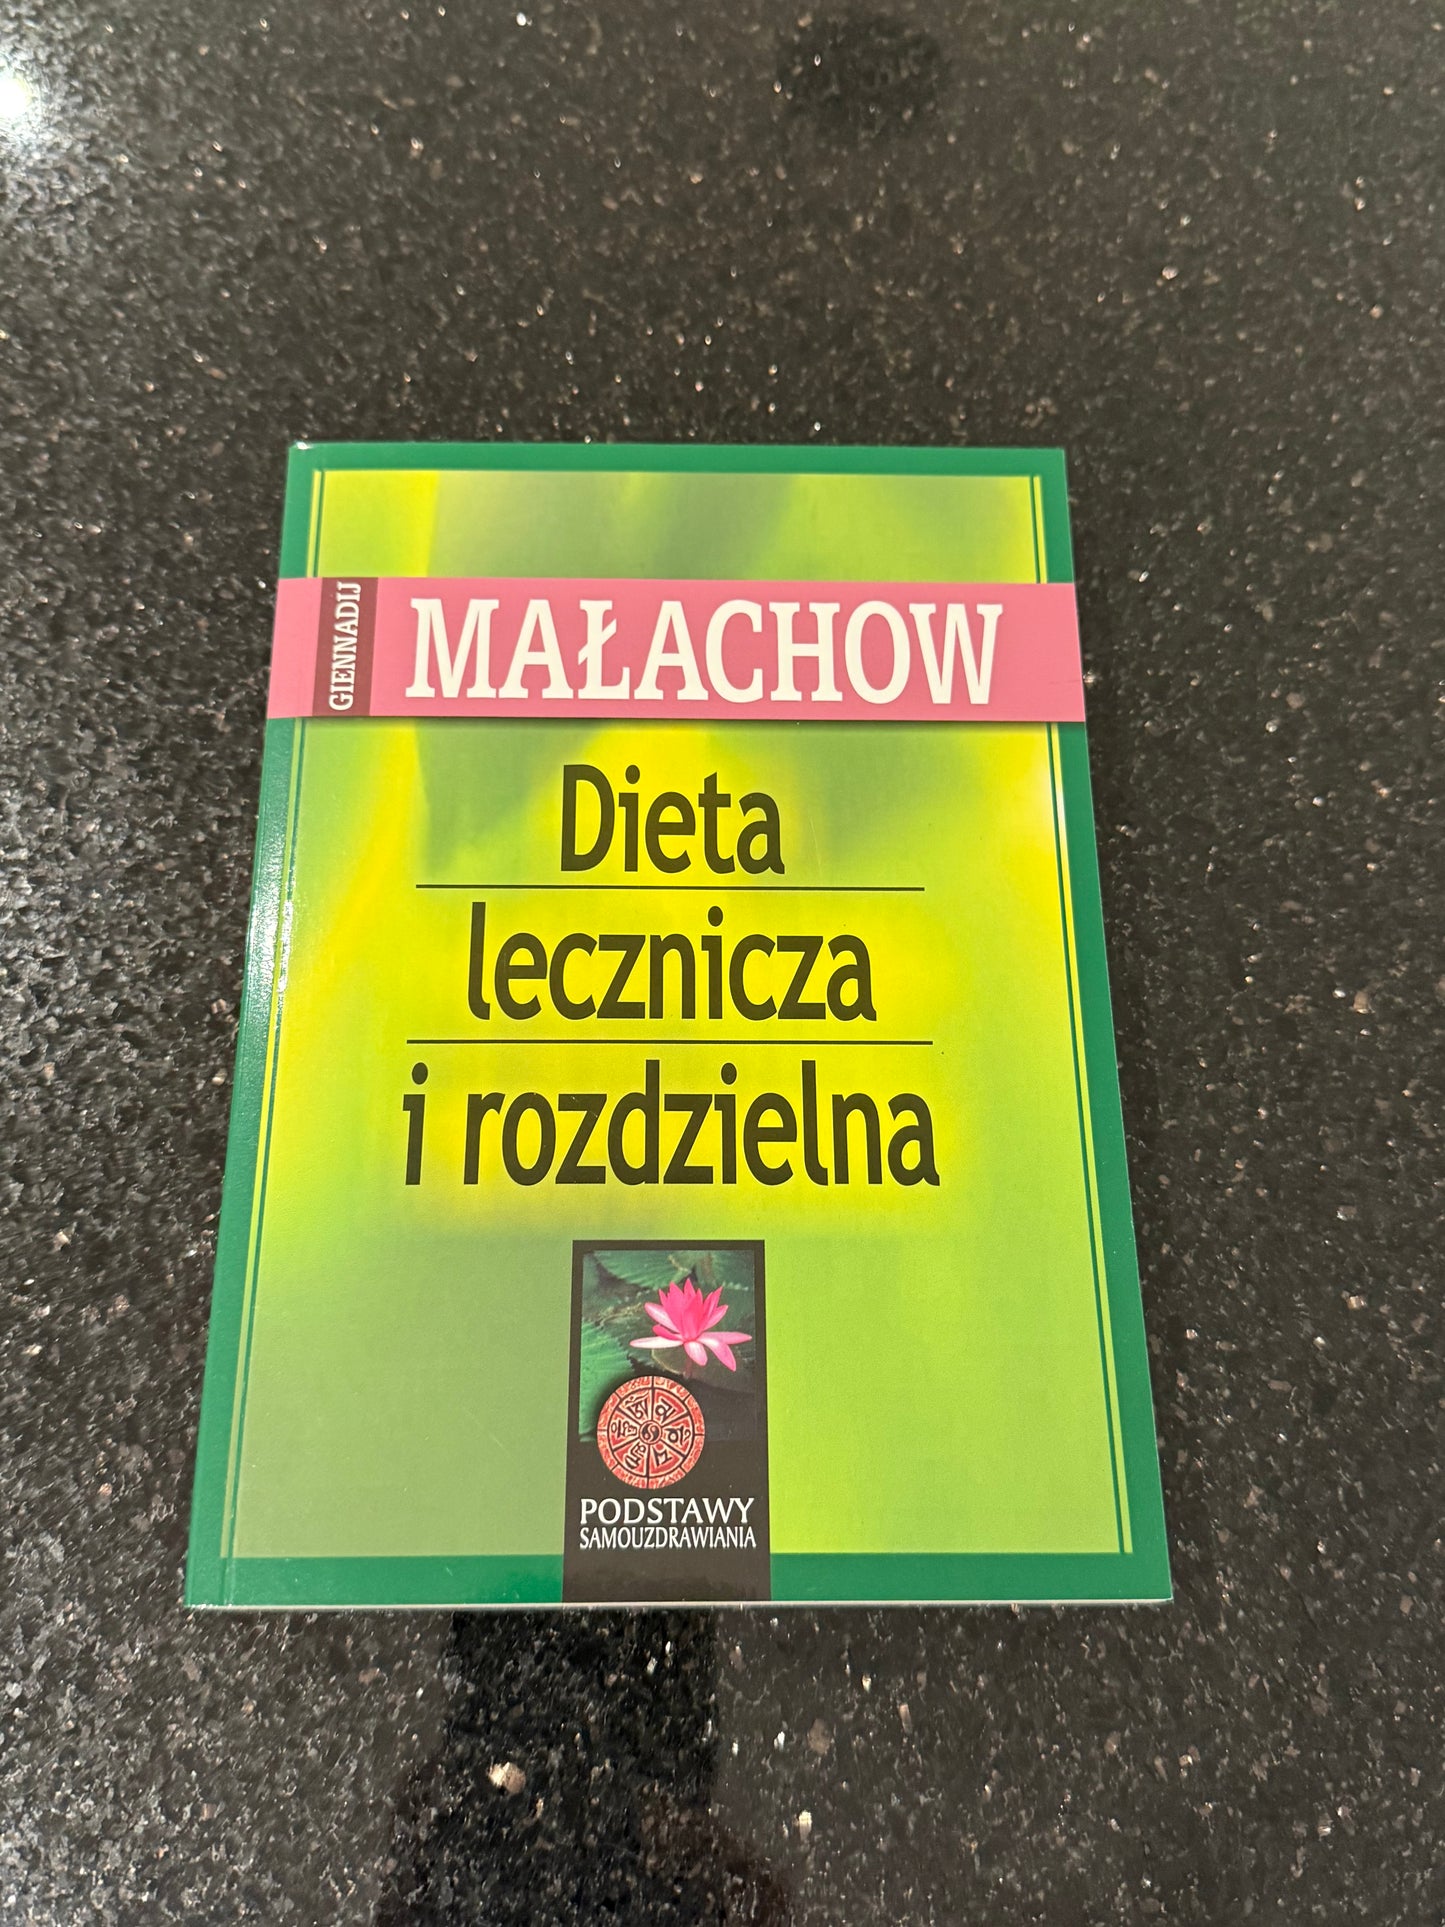 GIENNADIJ
MAŁACHOW
Dieta
lecznicza
i rozdzielna
PODSTAWY
SAMOUZDRAWIANIA